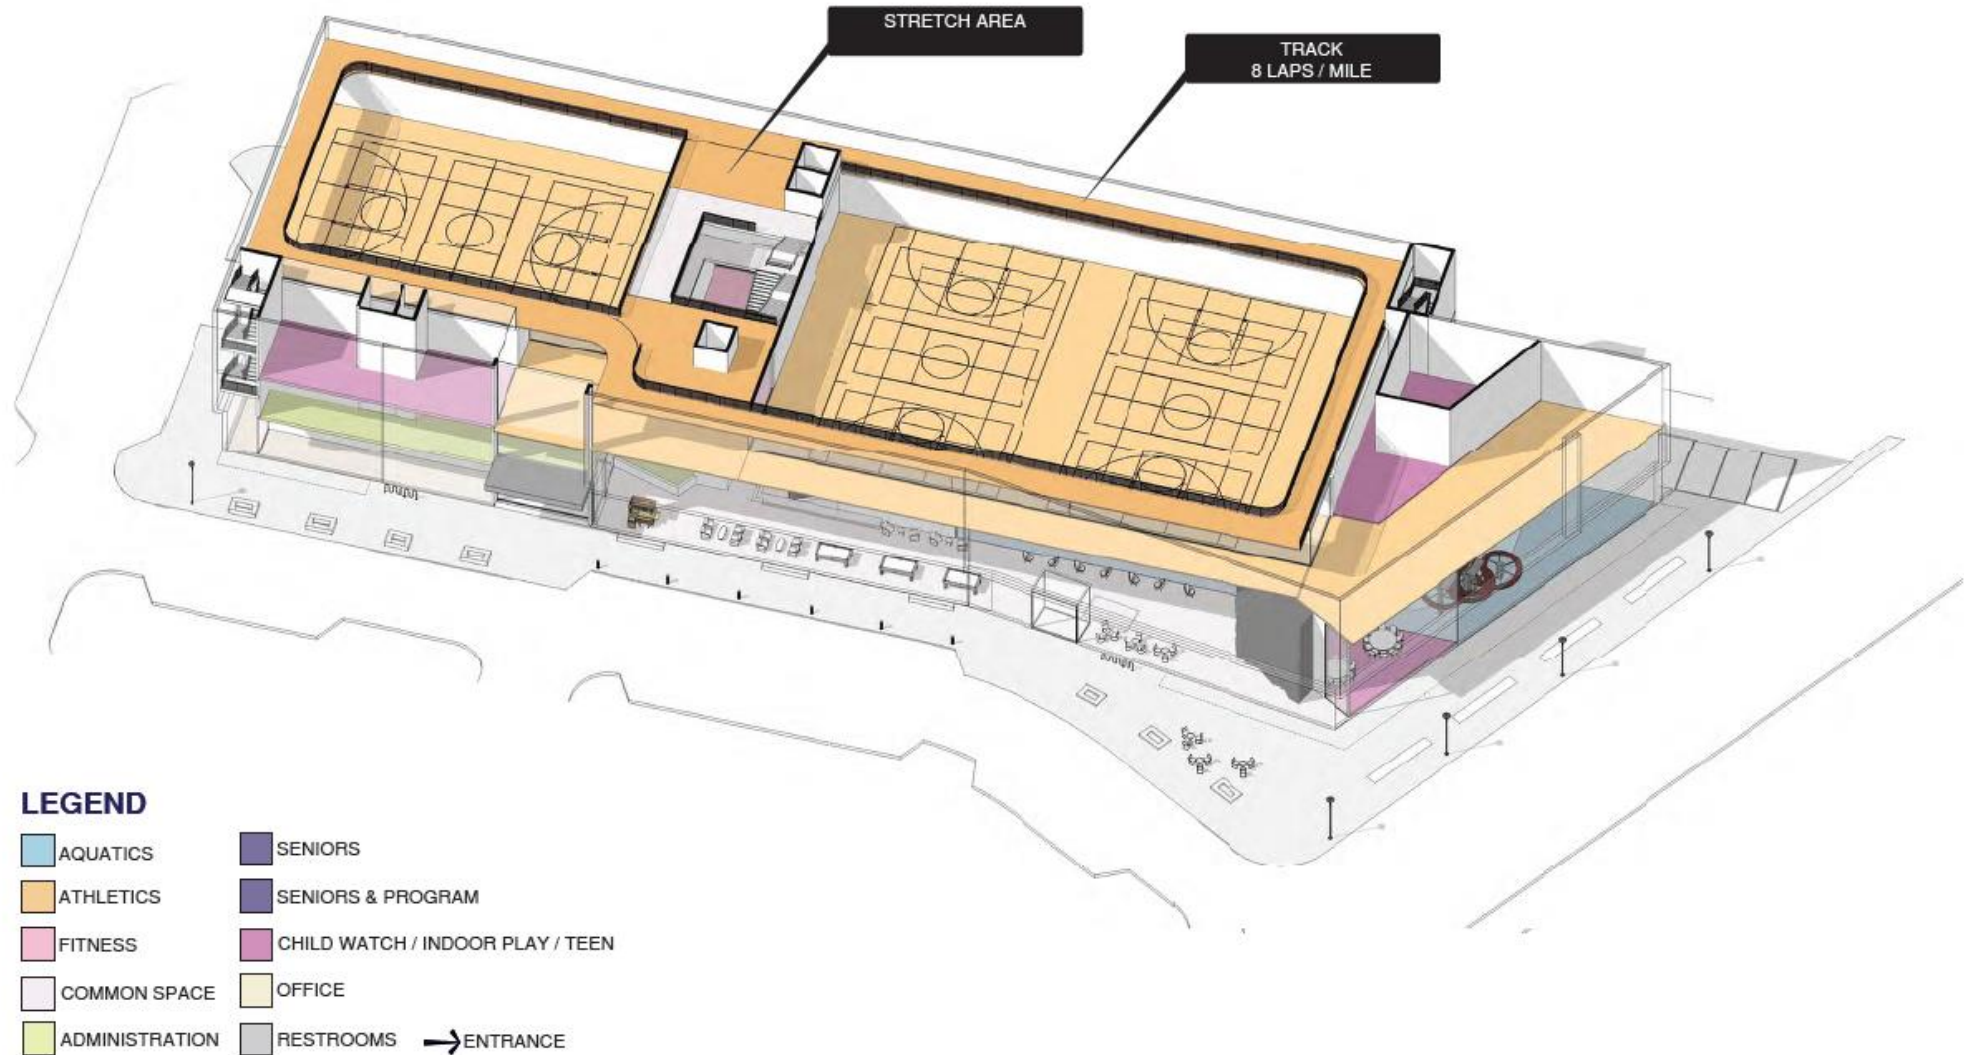 STRETCH AREA
TRACK
8 LAPS / MILE
LEGEND
AQUATICS
ATHLETICS
FITNESS
COMMON SPACE
ADMINISTRATION
SENIORS
SENIORS & PROGRAM
CHILD WATCH / INDOOR PLAY / TEEN
OFFICE
RESTROOMS
ENTRANCE